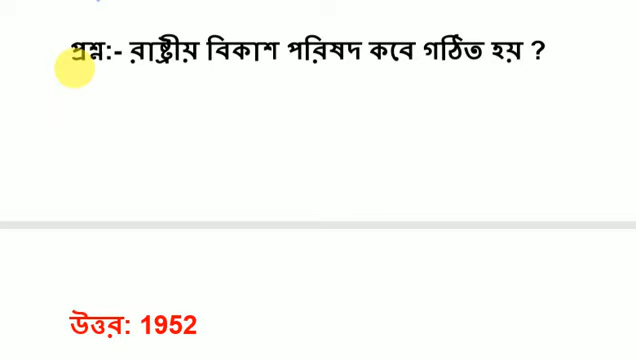 প্রশ্ন:- রাষ্ট্রীয় বিকাশ পরিষদ কবে গঠিত হয় ?
উত্তর: 1952